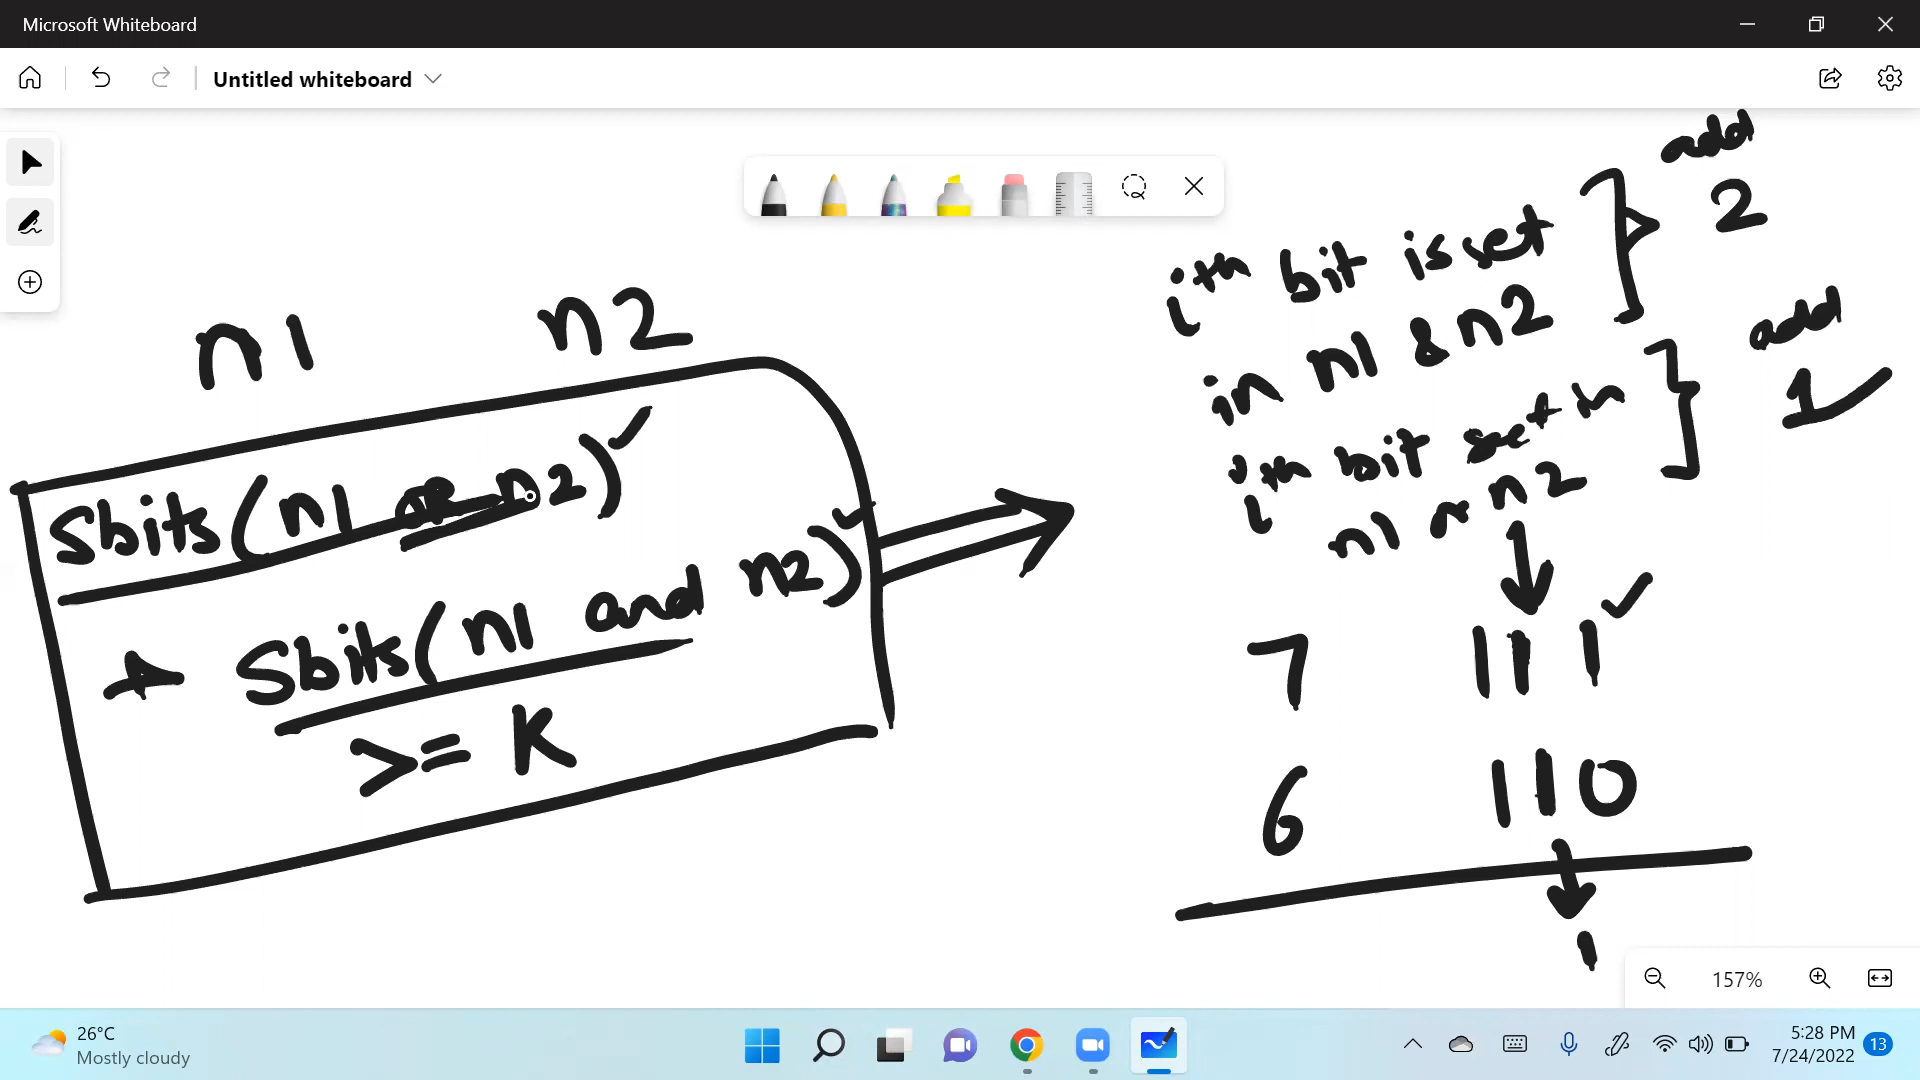 Microsoft Whiteboard
Untitled whiteboard
n1 n2
Sbits(n1 or n2)✓
+ Sbits(n1 and n2)✓
>= K
ith bit is set
in n1 & n2
add
2
ith bit set in
n1 or n2
add
1
7 111✓
6 110
1
157%
26°C
Mostly cloudy
5:28 PM
7/24/2022
13